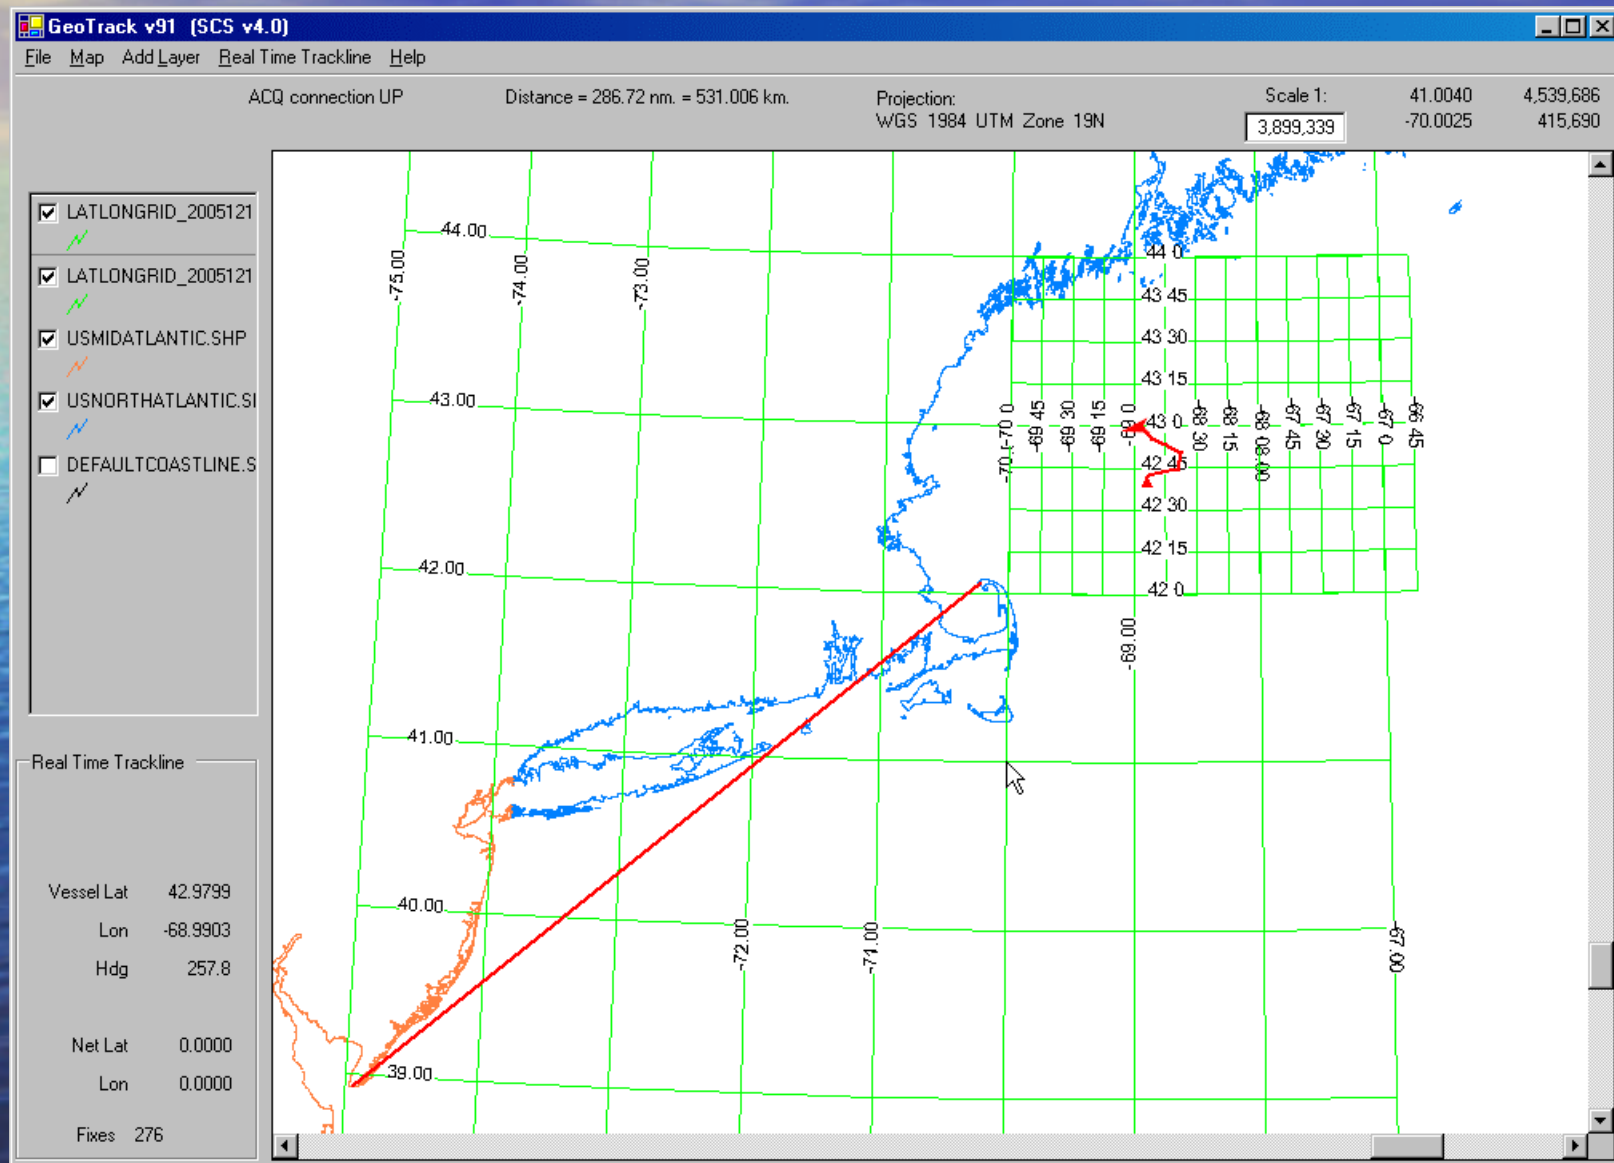 GeoTrack v91 (SCS v4.0)
File Map Add Layer Real Time Trackline Help
ACQ connection UP
Distance = 286.72 nm. = 531.006 km.
Projection:
WGS 1984 UTM Zone 19N
Scale 1:
3,899,339
41.0040 4,539,686
-70.0025 415,690
LATLONGRID_2005121
LATLONGRID_2005121
USMIDATLANTIC.SHP
USNORTHATLANTIC.SI
DEFAULTCOASTLINE.S
Real Time Trackline
Vessel Lat 42.9799
Lon -68.9903
Hdg 257.8
Net Lat 0.0000
Lon 0.0000
Fixes 276
44.00
-75.00
-74.00
-73.00
43.00
42.00
41.00
40.00
39.00
-72.00
-71.00
-69.00
-67.00
44 0
43 45
43 30
43 15
43 0
42 45
42 30
42 15
42 0
-70 0
-69 45
-69 30
-69 15
-68 30
-68 15
-67 45
-67 30
-67 15
-67 0
-66 45